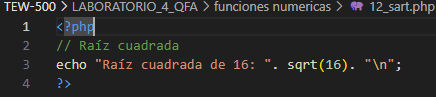 TEW-500 > LABORATORIO_4_QFA > funciones numericas > 12_sart.php
1 <?php
2 // Raíz cuadrada
3 echo "Raíz cuadrada de 16: ". sqrt(16). "\n";
4 ?>